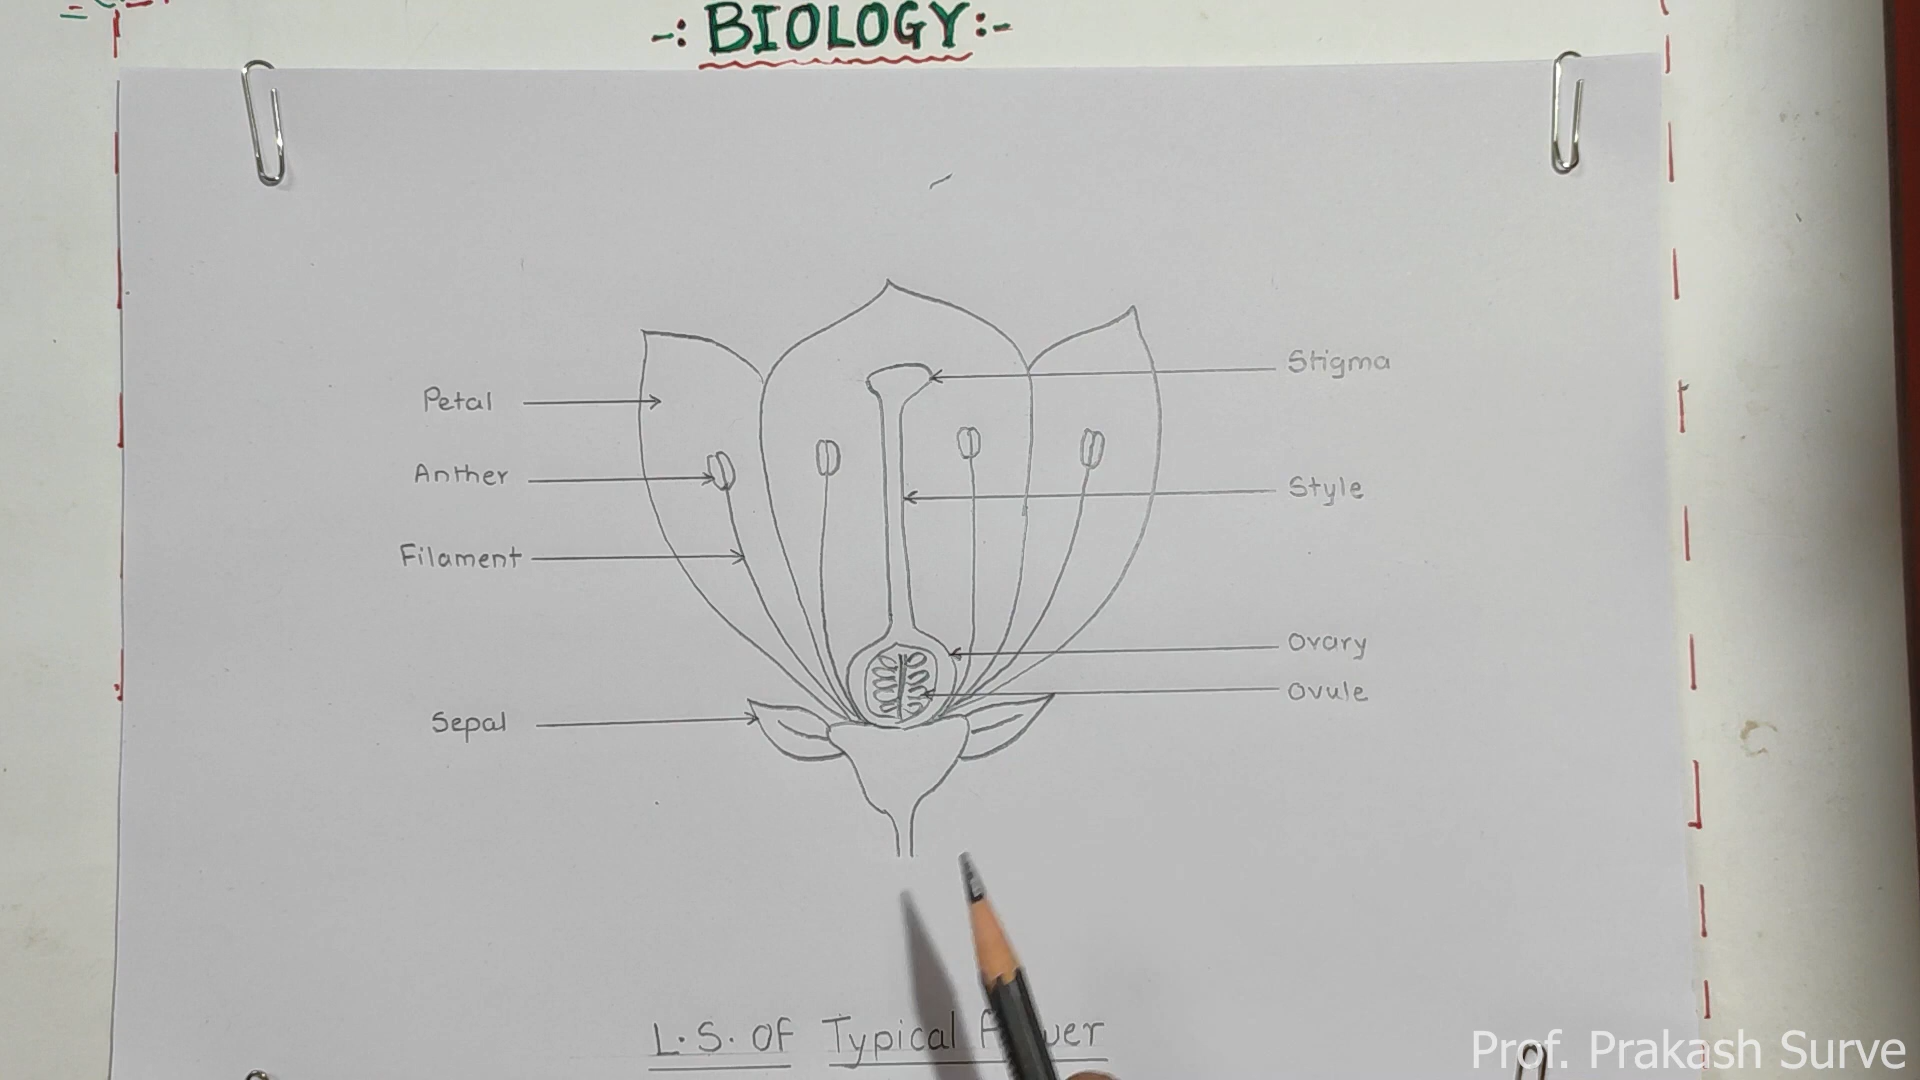 -: BIOLOGY :-
Petal
Anther
Filament
Sepal
Stigma
Style
Ovary
Ovule
L.S. OF Typical
Prof. Prakash Surve